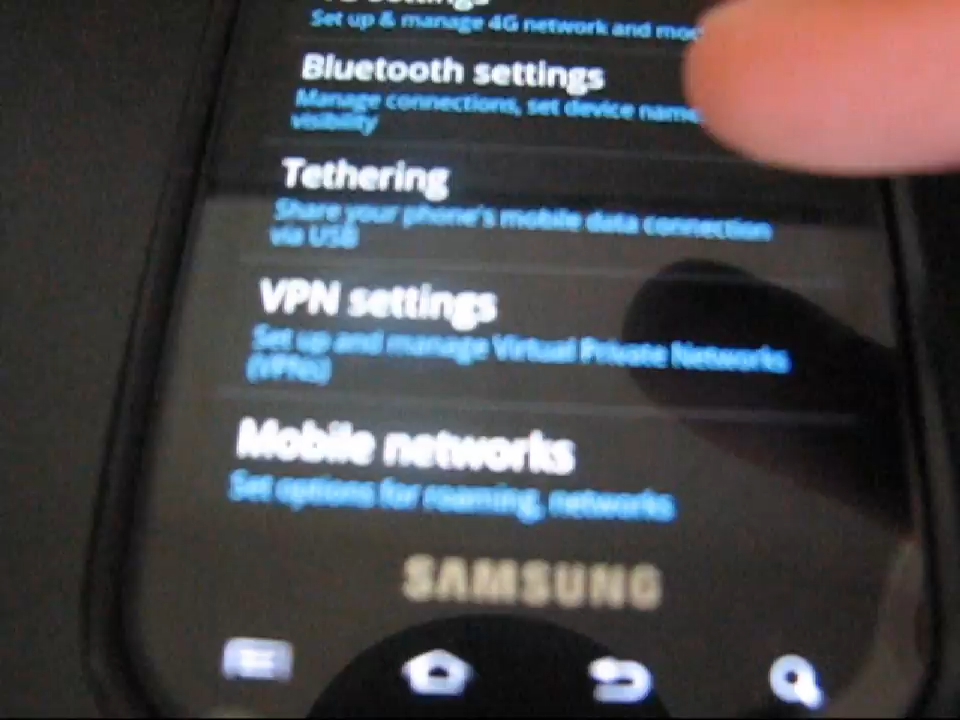 Settings
Set up & manage 4G network and
Bluetooth settings
Manage connections, set device name
visibility
Tethering
Share your phone's mobile data connection
via USB
VPN settings
Set up and manage Virtual Private Networks
(VPNs)
Mobile networks
Set options for roaming, networks
SAMSUNG